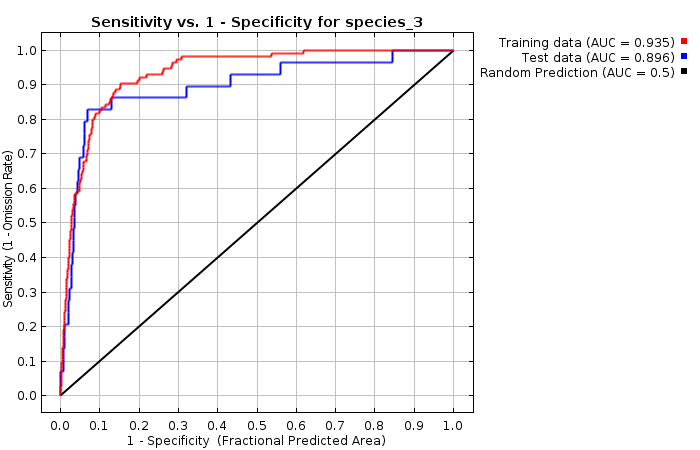 Sensitivity vs. 1 - Specificity for species_3
Training data (AUC = 0.935)
Test data (AUC = 0.896)
Random Prediction (AUC = 0.5)
Sensitivity (1 - Omission Rate)
1.0
0.9
0.8
0.7
0.6
0.5
0.4
0.3
0.2
0.1
0.0
0.0 0.1 0.2 0.3 0.4 0.5 0.6 0.7 0.8 0.9 1.0
1 - Specificity (Fractional Predicted Area)